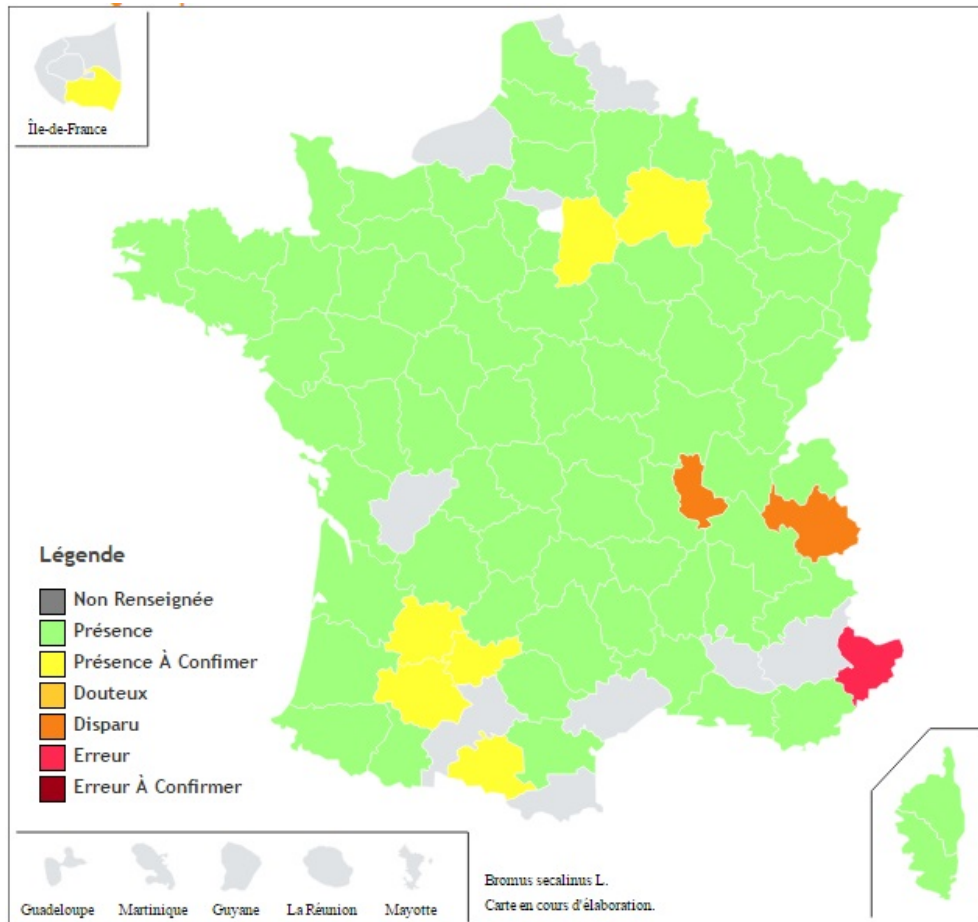 Île-de-France
Légende
Non Renseignée
Présence
Présence À Confimer
Douteux
Disparu
Erreur
Erreur À Confirmer
Guadeloupe
Martinique
Guyane
La Réunion
Mayotte
Bromus secalinus L.
Carte en cours d'élaboration.